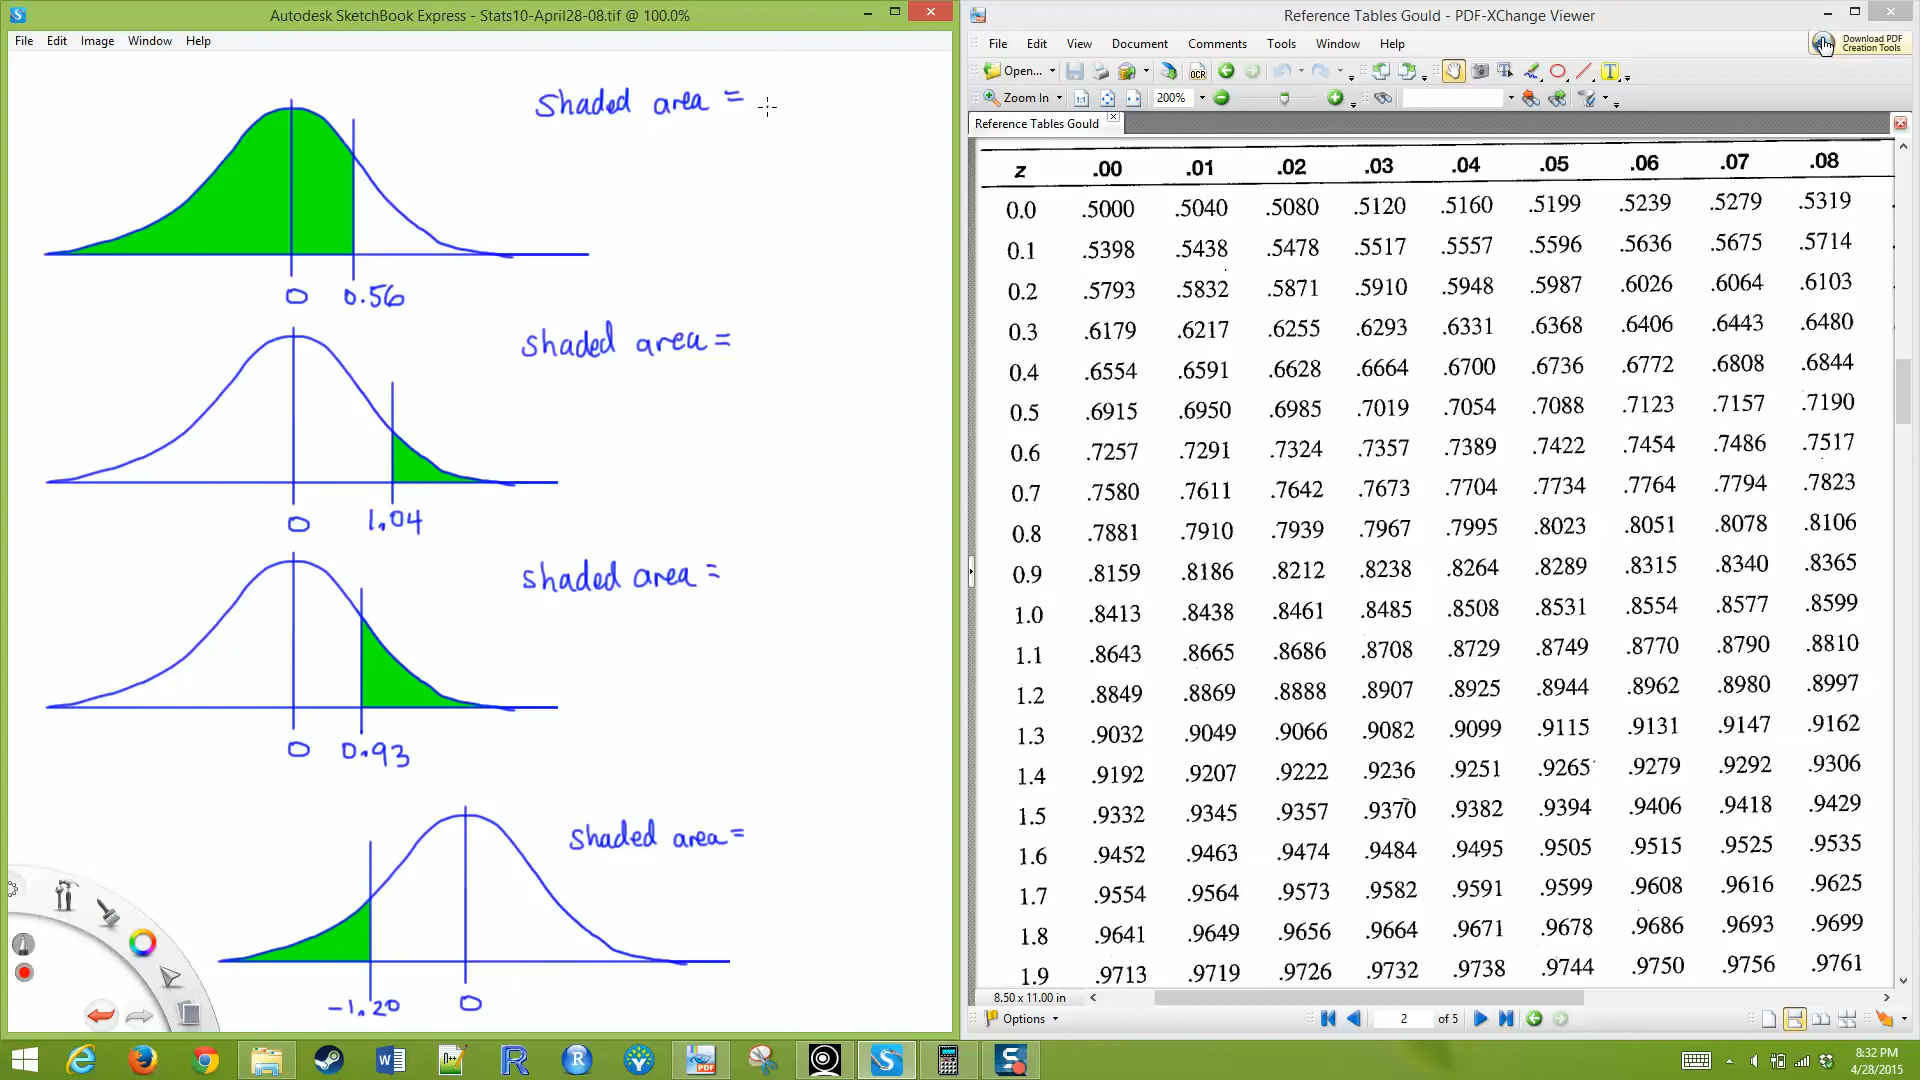 Autodesk SketchBook Express - Stats10-April28-08.tif @ 100.0%
File Edit Image Window Help
shaded area =
0 0.56
shaded area =
0 1.04
shaded area =
0 0.93
shaded area =
-1.20 0
Reference Tables Gould - PDF-XChange Viewer
File Edit View Document Comments Tools Window Help
Download PDF
Creation Tools
Open...
OCR
Zoom In 200%
Reference Tables Gould
z .00 .01 .02 .03 .04 .05 .06 .07 .08
0.0 .5000 .5040 .5080 .5120 .5160 .5199 .5239 .5279 .5319
0.1 .5398 .5438 .5478 .5517 .5557 .5596 .5636 .5675 .5714
0.2 .5793 .5832 .5871 .5910 .5948 .5987 .6026 .6064 .6103
0.3 .6179 .6217 .6255 .6293 .6331 .6368 .6406 .6443 .6480
0.4 .6554 .6591 .6628 .6664 .6700 .6736 .6772 .6808 .6844
0.5 .6915 .6950 .6985 .7019 .7054 .7088 .7123 .7157 .7190
0.6 .7257 .7291 .7324 .7357 .7389 .7422 .7454 .7486 .7517
0.7 .7580 .7611 .7642 .7673 .7704 .7734 .7764 .7794 .7823
0.8 .7881 .7910 .7939 .7967 .7995 .8023 .8051 .8078 .8106
0.9 .8159 .8186 .8212 .8238 .8264 .8289 .8315 .8340 .8365
1.0 .8413 .8438 .8461 .8485 .8508 .8531 .8554 .8577 .8599
1.1 .8643 .8665 .8686 .8708 .8729 .8749 .8770 .8790 .8810
1.2 .8849 .8869 .8888 .8907 .8925 .8944 .8962 .8980 .8997
1.3 .9032 .9049 .9066 .9082 .9099 .9115 .9131 .9147 .9162
1.4 .9192 .9207 .9222 .9236 .9251 .9265 .9279 .9292 .9306
1.5 .9332 .9345 .9357 .9370 .9382 .9394 .9406 .9418 .9429
1.6 .9452 .9463 .9474 .9484 .9495 .9505 .9515 .9525 .9535
1.7 .9554 .9564 .9573 .9582 .9591 .9599 .9608 .9616 .9625
1.8 .9641 .9649 .9656 .9664 .9671 .9678 .9686 .9693 .9699
1.9 .9713 .9719 .9726 .9732 .9738 .9744 .9750 .9756 .9761
8.50 x 11.00 in
Options 2 of 5
8:32 PM
4/28/2015